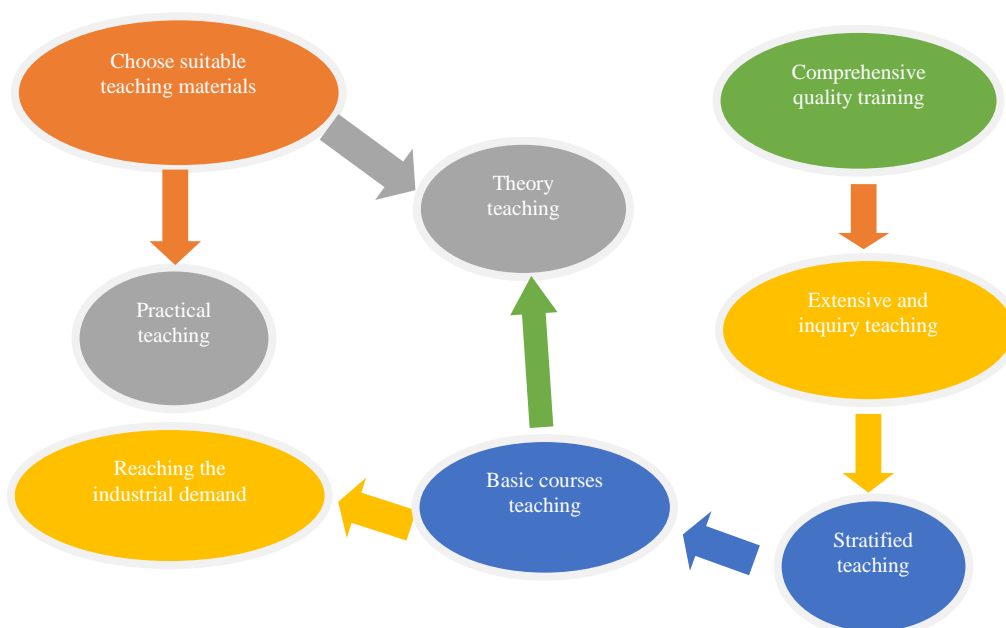 Choose suitable
teaching materials
Comprehensive
quality training
Theory
teaching
Practical
teaching
Extensive and
inquiry teaching
Reaching the
industrial demand
Basic courses
teaching
Stratified
teaching